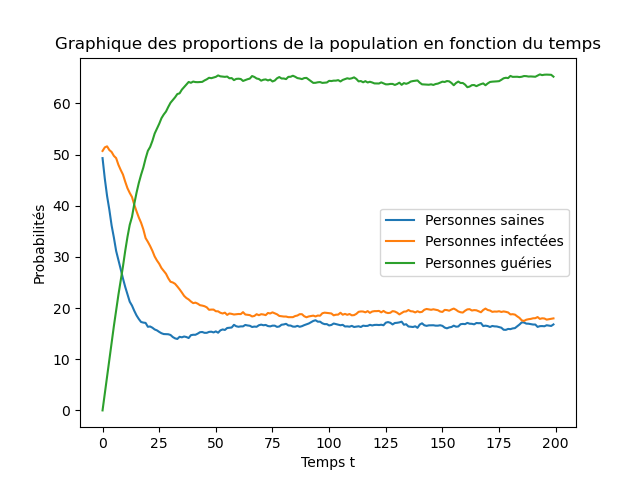 Graphique des proportions de la population en fonction du temps
Probabilités
60
50
40
30
20
10
0
Personnes saines
Personnes infectées
Personnes guéries
0 25 50 75 100 125 150 175 200
Temps t